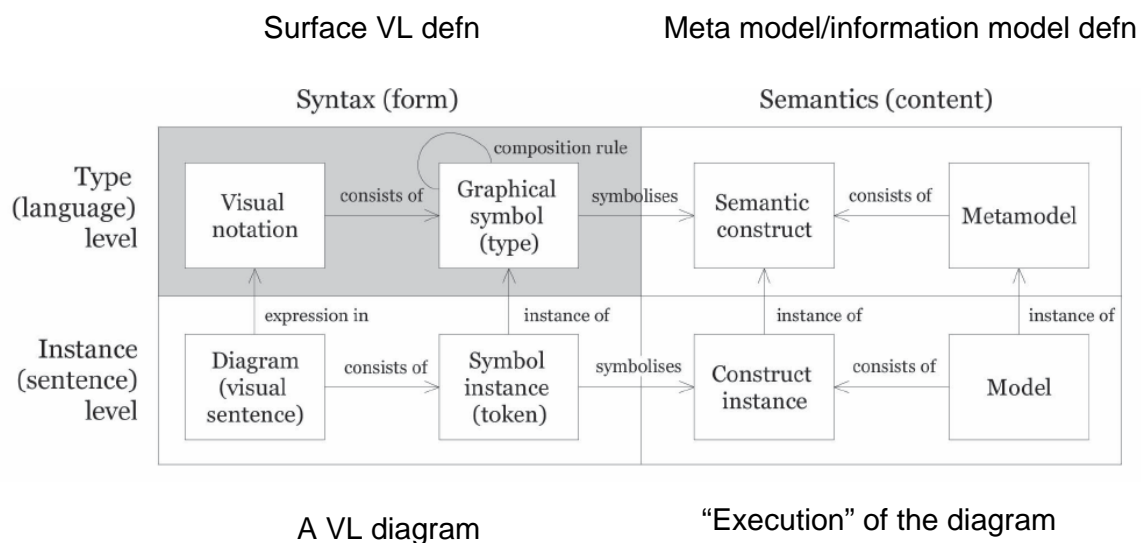 Surface VL defn
Meta model/information model defn
Syntax (form)
Semantics (content)
Type
(language)
level
Visual
notation
consists of
composition rule
Graphical
symbol
(type)
symbolises
Semantic
construct
consists of
Metamodel
expression in
instance of
instance of
instance of
Instance
(sentence)
level
Diagram
(visual
sentence)
consists of
Symbol
instance
(token)
symbolises
Construct
instance
consists of
Model
A VL diagram
“Execution” of the diagram